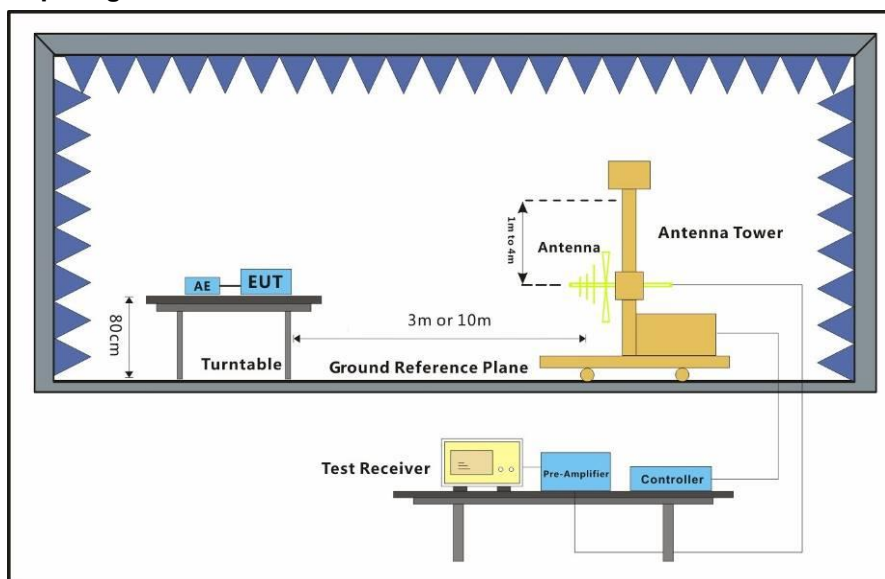 1m to 4m
Antenna
Antenna Tower
AE
EUT
80cm
3m or 10m
Turntable
Ground Reference Plane
Test Receiver
Pre-Amplifier
Controller